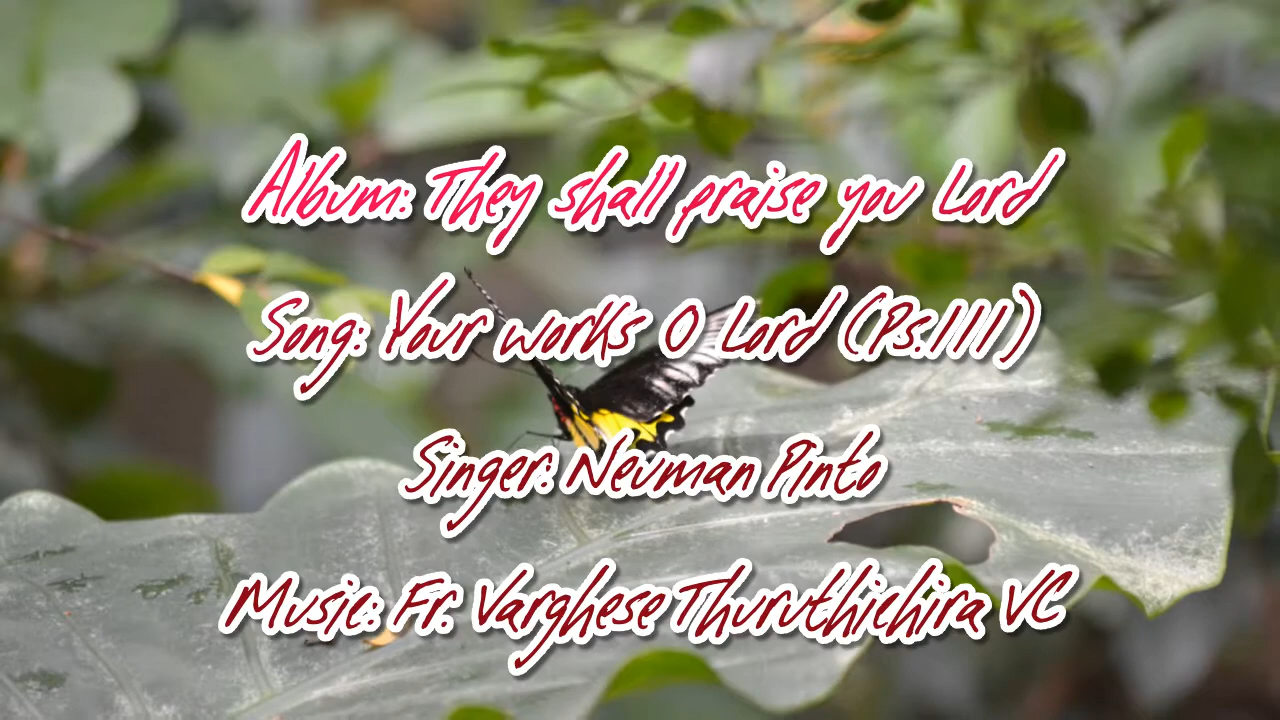 Album: They shall praise you Lord
Song: Your works O Lord (Ps.111)
Singer: Neuman Pinto
Music: Fr. Varghese Thuruthichira VC